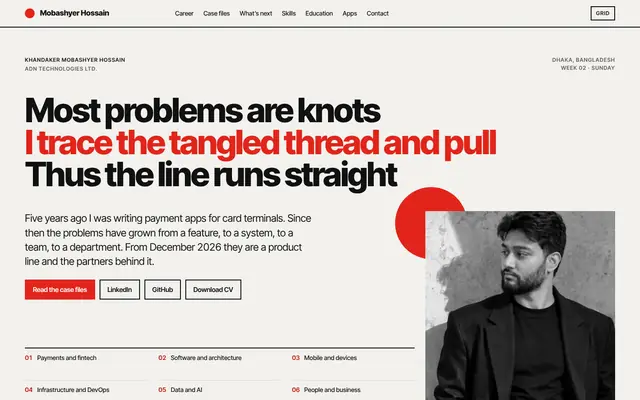 Mobashyer Hossain
Career Case files What's next Skills Education Apps Contact
GRID
KHANDAKER MOBASHYER HOSSAIN
ADN TECHNOLOGIES LTD.
DHAKA, BANGLADESH
WEEK 02 · SUNDAY
Most problems are knots
I trace the tangled thread and pull
Thus the line runs straight
Five years ago I was writing payment apps for card terminals. Since
then the problems have grown from a feature, to a system, to a
team, to a department. From December 2026 they are a product
line and the partners behind it.
Read the case files LinkedIn GitHub Download CV
01 Payments and fintech 02 Software and architecture 03 Mobile and devices
04 Infrastructure and DevOps 05 Data and AI 06 People and business